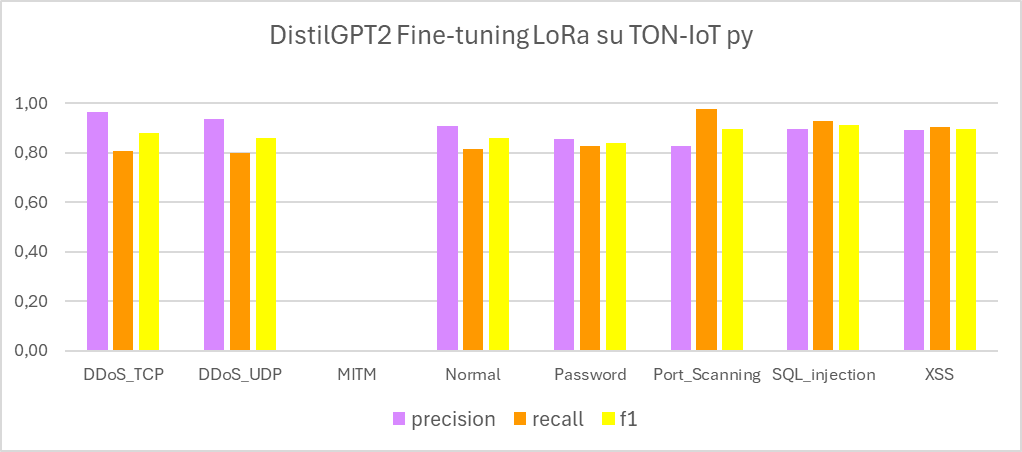 DistilGPT2 Fine-tuning LoRa su TON-IoT py
1,00
0,80
0,60
0,40
0,20
0,00
DDoS_TCP DDoS_UDP MITM Normal Password Port_Scanning SQL_injection XSS
precision recall f1